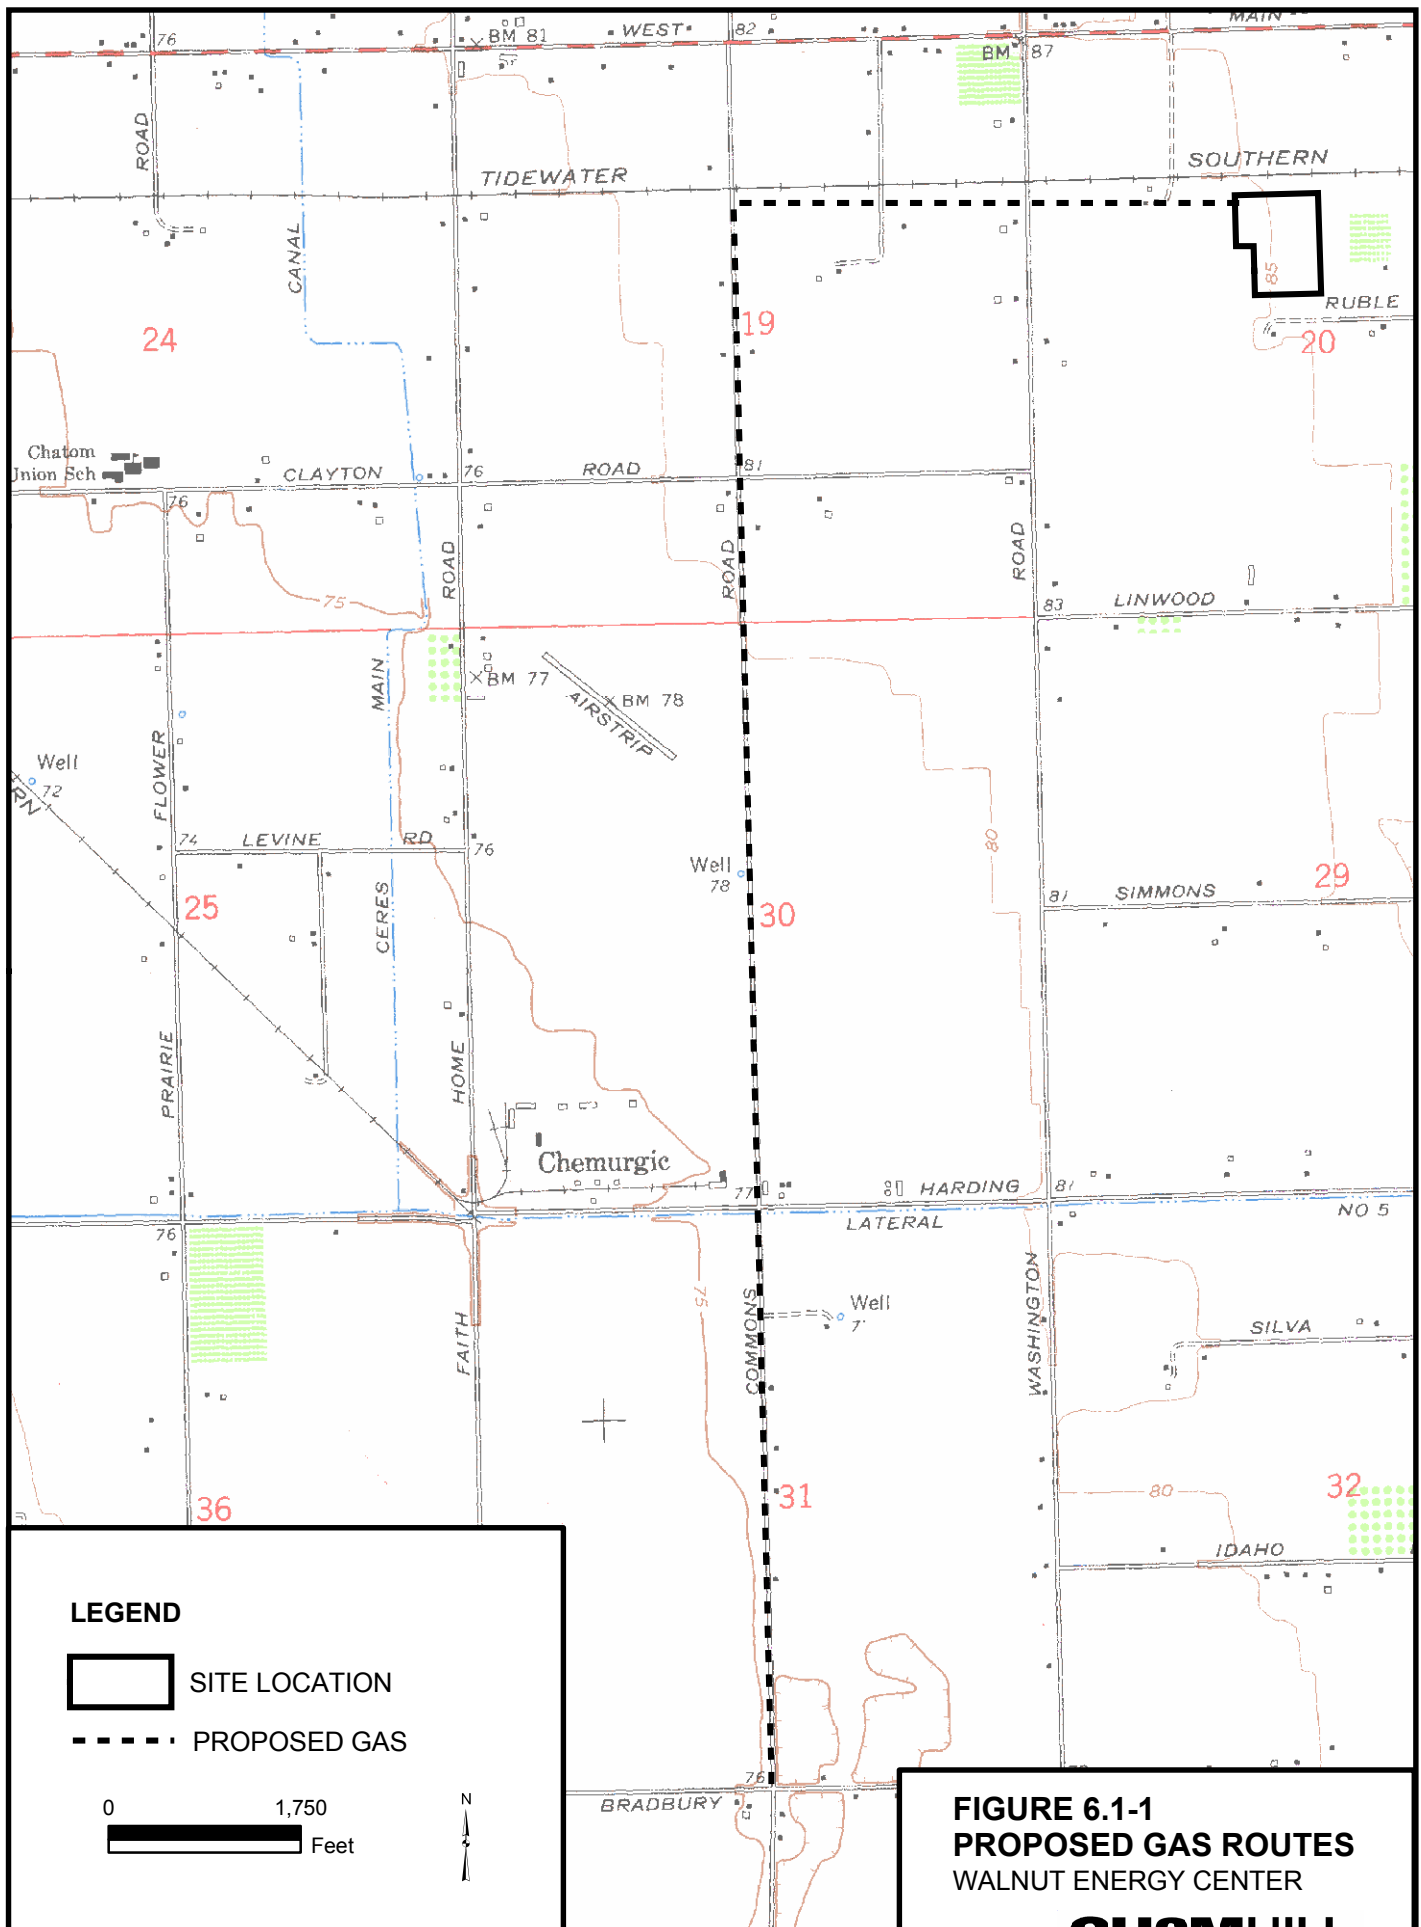 76
BM 81
WEST
82
MAIN
BM 87
ROAD
TIDEWATER
SOUTHERN
CANAL
85
RUBLE
24
19
20
Chatom
Union Sch
CLAYTON
76
ROAD
81
76
ROAD
ROAD
ROAD
75
83
LINWOOD
MAIN
BM 77
BM 78
AIRSTRIP
FLOWER
Well
72
RN
74
LEVINE
RD
76
80
Well
78
25
CERES
30
81
SIMMONS
29
PRAIRIE
HOME
Chemurgic
77
HARDING
81
76
LATERAL
NO 5
75
COMMONS
Well
WASHINGTON
FAITH
SILVA
36
31
80
32
IDAHO
76
BRADBURY
LEGEND
SITE LOCATION
PROPOSED GAS
0 1,750
Feet
N
FIGURE 6.1-1
PROPOSED GAS ROUTES
WALNUT ENERGY CENTER